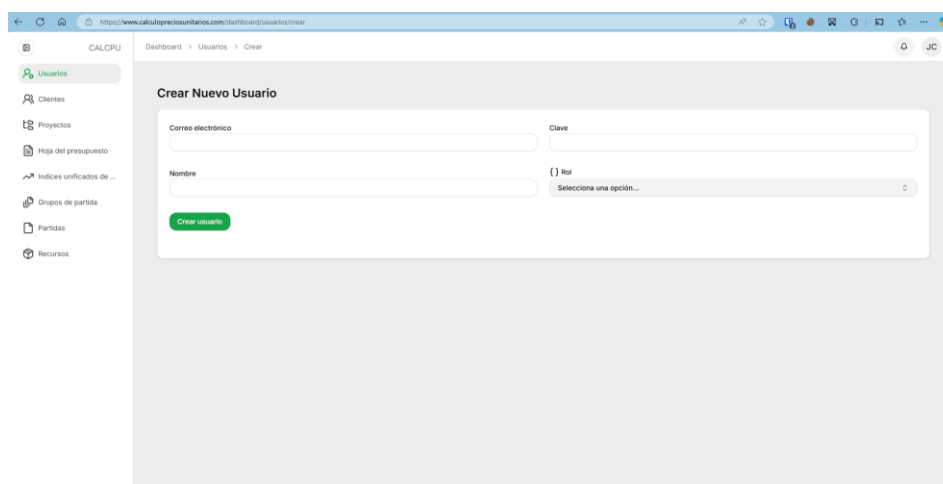 https://www.calculopreciosunitarios.com/dashboard/usuarios/crear
CALCPU
Dashboard > Usuarios > Crear
JC
Usuarios
Clientes
Proyectos
Hoja del presupuesto
Indices unificados de ...
Grupos de partida
Partidas
Recursos
Crear Nuevo Usuario
Correo electrónico
Clave
Nombre
{ } Rol
Selecciona una opción...
Crear usuario